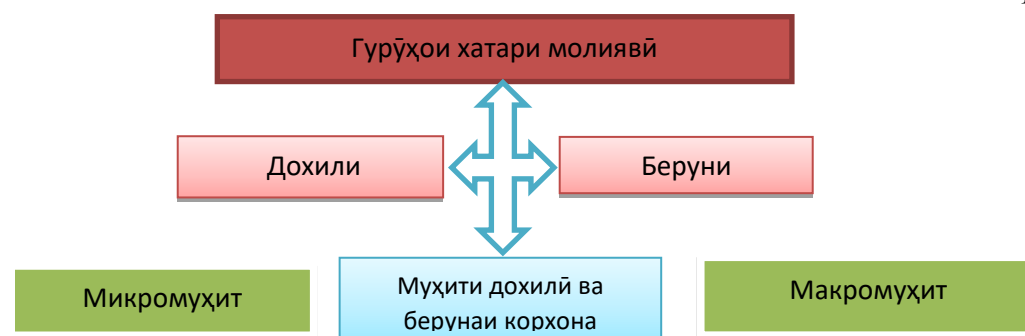 Гурӯҳои хатари молиявӣ
Дохили
Беруни
Микромуҳит
Муҳити дохилӣ ва
берунаи корхона
Макромуҳит